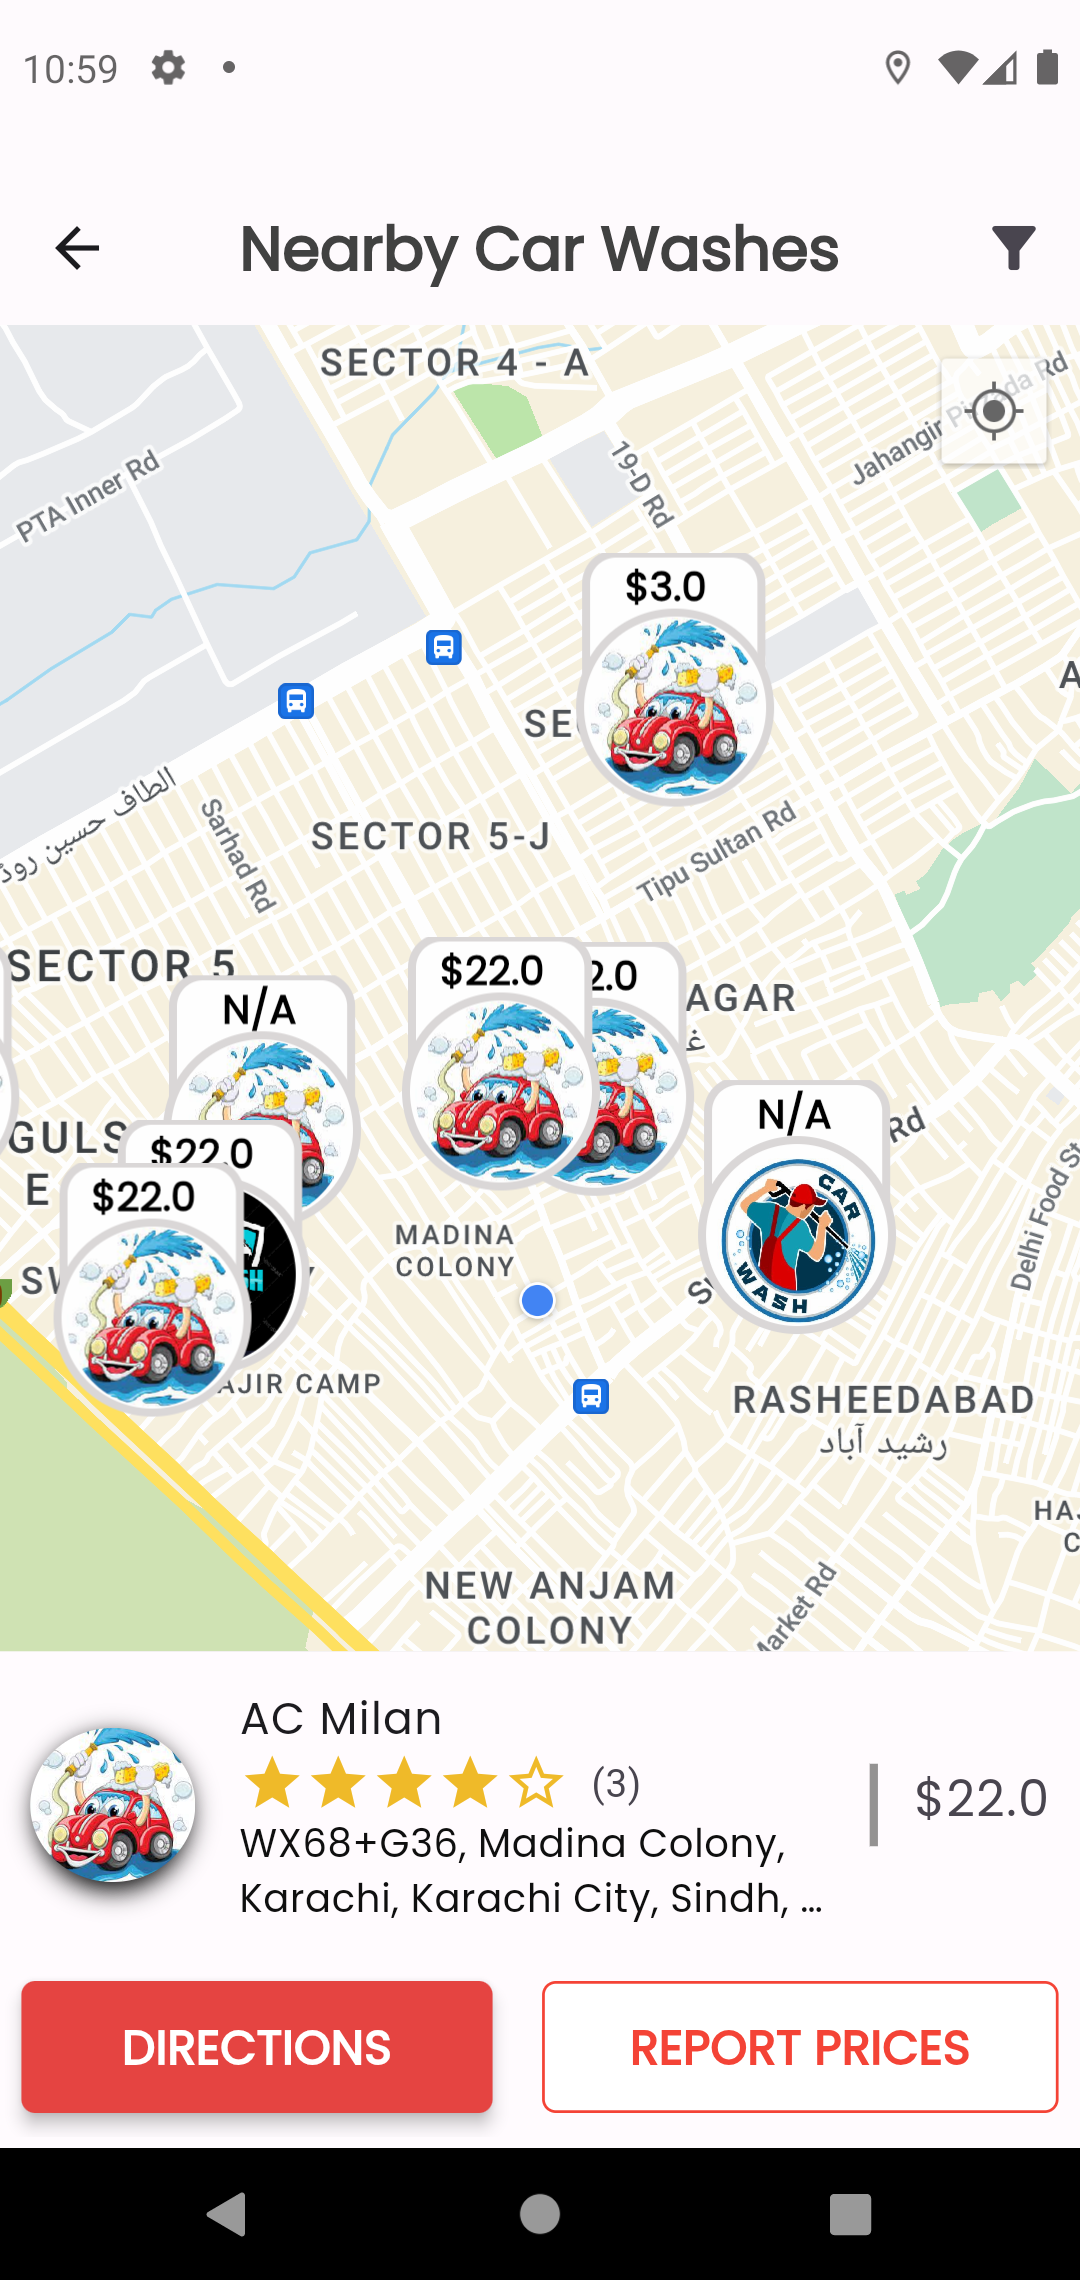 10:59
Nearby Car Washes
SECTOR 4 - A
Jahangir Rd
19-D Rd
PTA Inner Rd
$3.0
A
SE
الطاف حسین روڈ
Sarhad Rd
SECTOR 5-J
Tipu Sultan Rd
SECTOR 5
$22.0
2.0
AGAR
N/A
غ
N/A
CAR
WASH
Rd
GULS
E
$22.0
$22.0
Delhi Food St
MADINA
COLONY
SW
SH
AJIR CAMP
RASHEEDABAD
رشید آباد
HAJ
C
NEW ANJAM
COLONY
Market Rd
AC Milan
(3)
$22.0
WX68+G36, Madina Colony,
Karachi, Karachi City, Sindh, ...
DIRECTIONS
REPORT PRICES